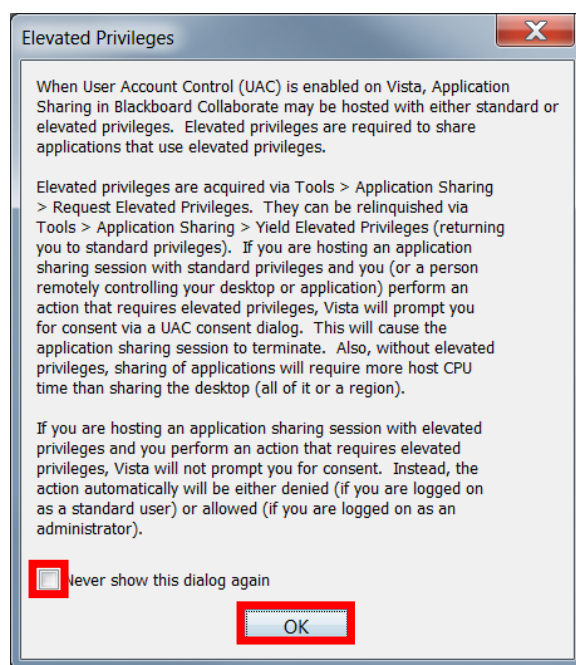 Elevated Privileges
When User Account Control (UAC) is enabled on Vista, Application
Sharing in Blackboard Collaborate may be hosted with either standard or
elevated privileges. Elevated privileges are required to share
applications that use elevated privileges.
Elevated privileges are acquired via Tools > Application Sharing
> Request Elevated Privileges. They can be relinquished via
Tools > Application Sharing > Yield Elevated Privileges (returning
you to standard privileges). If you are hosting an application
sharing session with standard privileges and you (or a person
remotely controlling your desktop or application) perform an
action that requires elevated privileges, Vista will prompt you
for consent via a UAC consent dialog. This will cause the
application sharing session to terminate. Also, without elevated
privileges, sharing of applications will require more host CPU
time than sharing the desktop (all of it or a region).
If you are hosting an application sharing session with elevated
privileges and you perform an action that requires elevated
privileges, Vista will not prompt you for consent. Instead, the
action automatically will be either denied (if you are logged on
as a standard user) or allowed (if you are logged on as an
administrator).
Never show this dialog again
OK